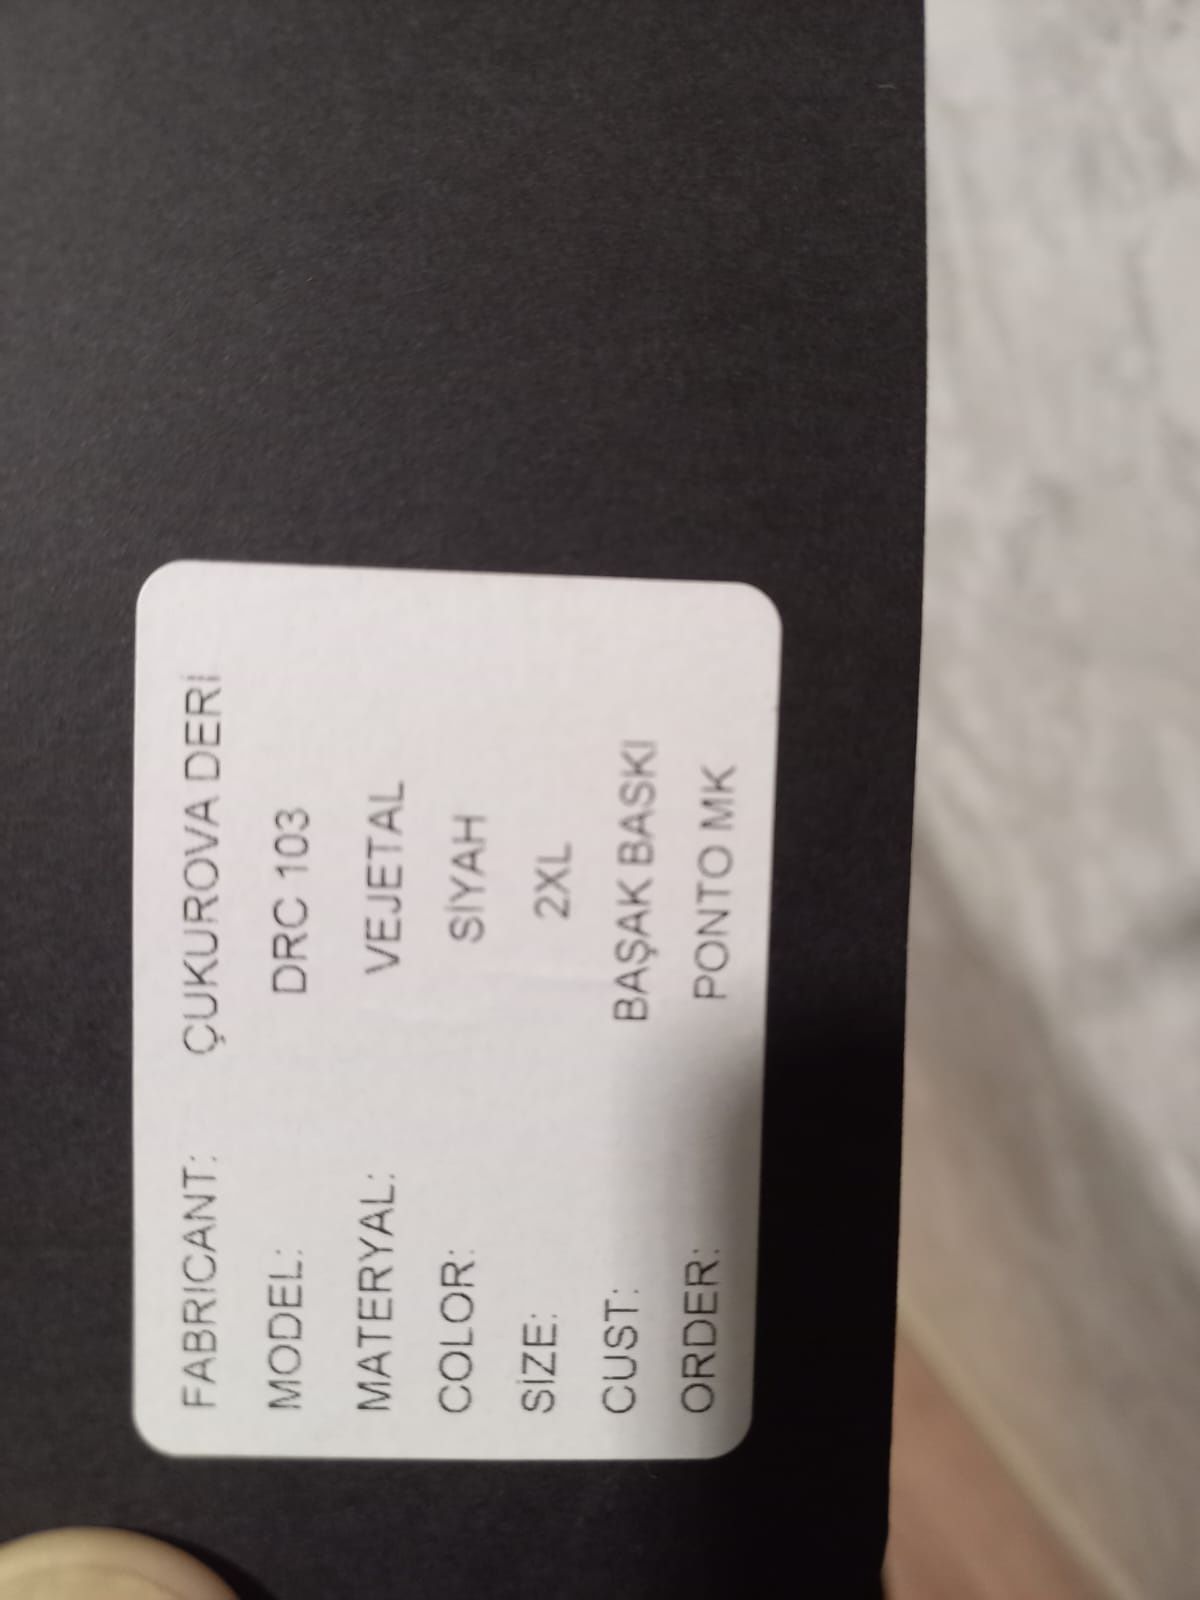 FABRICANT: ÇUKUROVA DERİ
MODEL: DRC 103
MATERYAL: VEJETAL
COLOR: SİYAH
SİZE: 2XL
CUST: BAŞAK BASKI
ORDER: PONTO MK